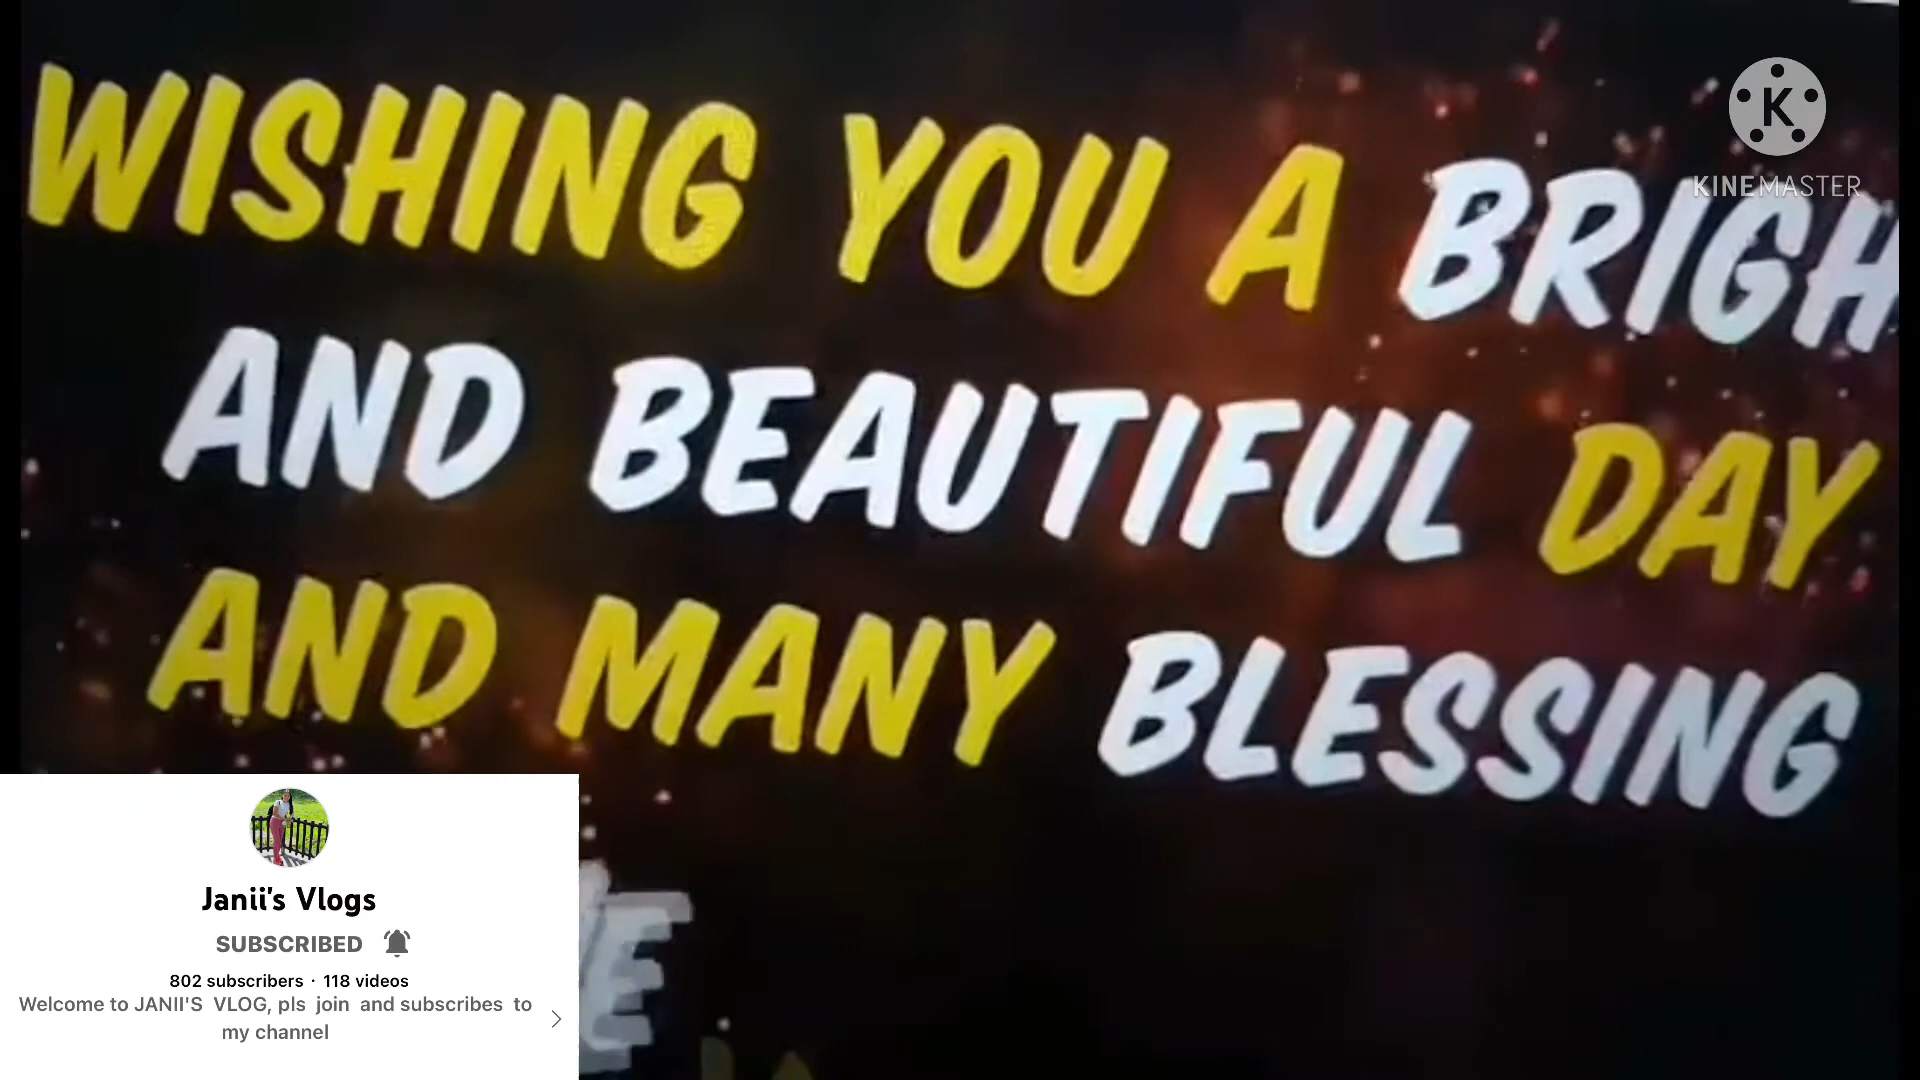 WISHING YOU A BRIGH
AND BEAUTIFUL DAY
AND MANY BLESSING
K
KINEMASTER
Janii's Vlogs
SUBSCRIBED
802 subscribers · 118 videos
Welcome to JANII'S VLOG, pls join and subscribes to
my channel